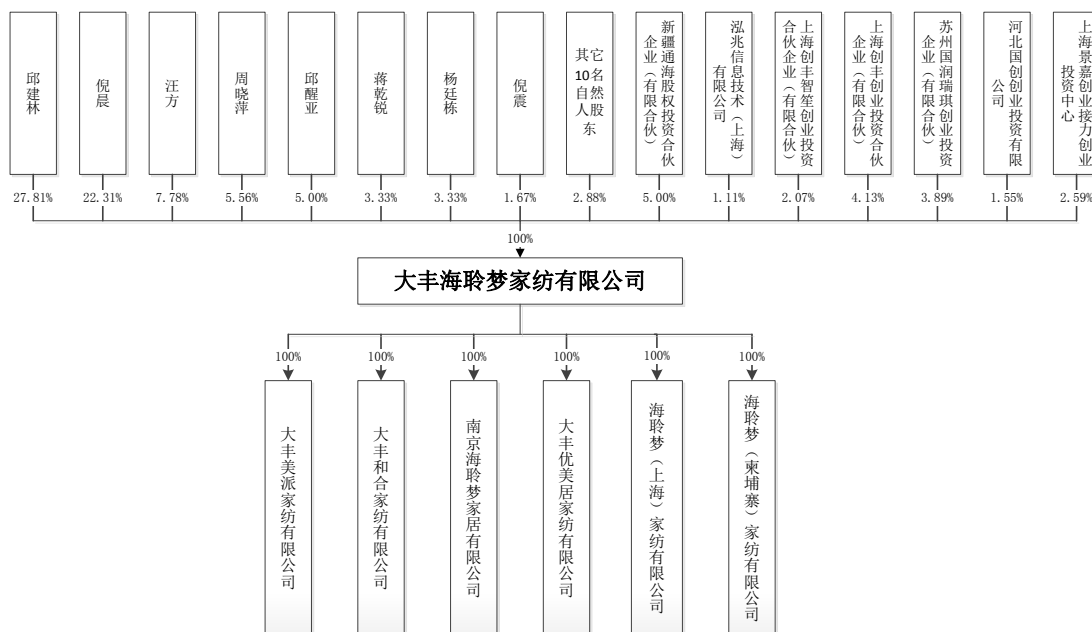 邱建林
倪晨
汪方
周晓萍
邱醒亚
蒋乾锐
杨廷栋
倪震
其它
10名
自然
人股
东
新疆通海股权投资合伙
企业（有限合伙）
泓兆信息技术（上海）
有限公司
上海创丰智笙创业投资
合伙企业（有限合伙）
上海创丰创业投资合伙
企业（有限合伙）
苏州国润瑞祺创业投资
企业（有限合伙）
河北国创创业投资有限
公司
上海景嘉创业接力创业
投资中心
27.81%
22.31%
7.78%
5.56%
5.00%
3.33%
3.33%
1.67%
2.88%
5.00%
1.11%
2.07%
4.13%
3.89%
1.55%
2.59%
100%
大丰海聆梦家纺有限公司
100%
100%
100%
100%
100%
100%
大丰美派家纺有限公司
大丰和合家纺有限公司
南京海聆梦家居有限公司
大丰优美居家纺有限公司
海聆梦（上海）家纺有限公司
海聆梦（柬埔寨）家纺有限公司